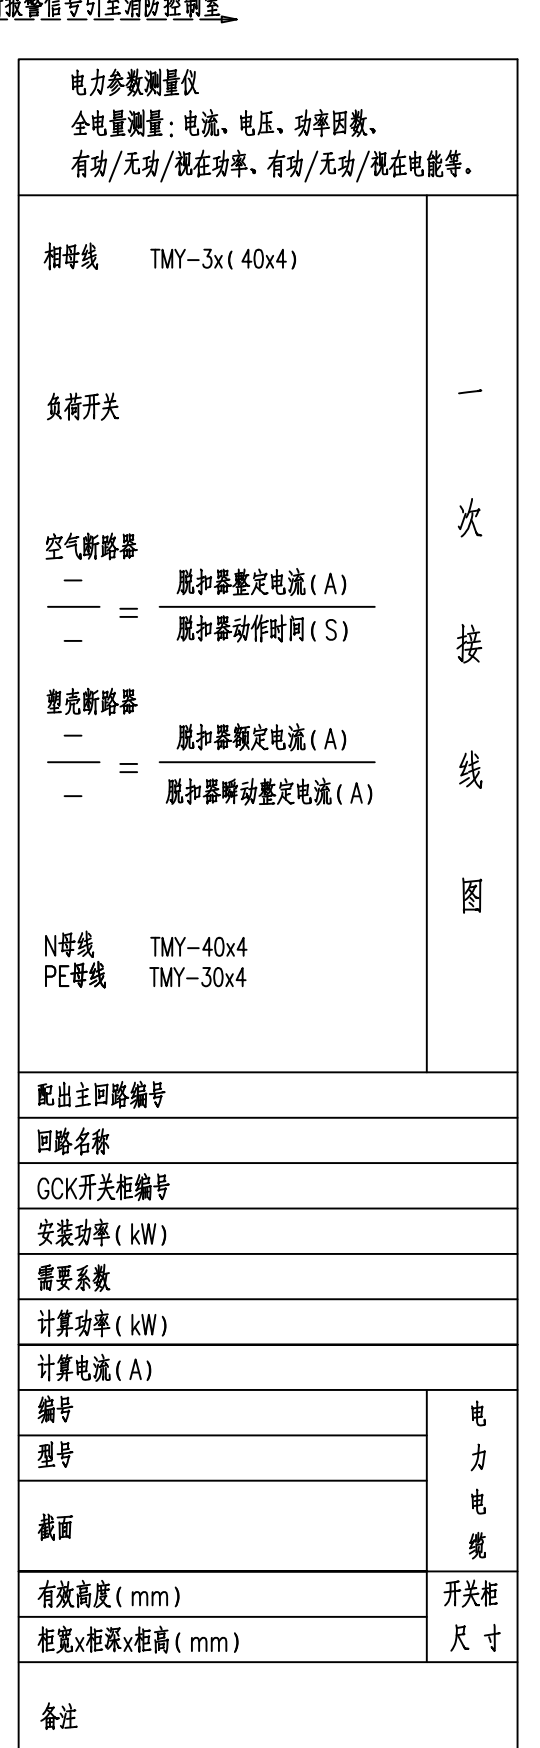 报警信号引至消防控制室
电力参数测量仪
全电量测量:电流、电压、功率因数、
有功/无功/视在功率、有功/无功/视在电能等。
相母线 TMY-3x(40x4)
负荷开关
空气断路器
— = 脱扣器整定电流(A)
— 脱扣器动作时间(S)
塑壳断路器
— = 脱扣器额定电流(A)
— 脱扣器瞬动整定电流(A)
N母线 TMY-40x4
PE母线 TMY-30x4
一
次
接
线
图
配出主回路编号
回路名称
GCK开关柜编号
安装功率(kW)
需要系数
计算功率(kW)
计算电流(A)
编号
型号
截面
电
力
电
缆
有效高度(mm)
柜宽x柜深x柜高(mm)
开关柜
尺寸
备注